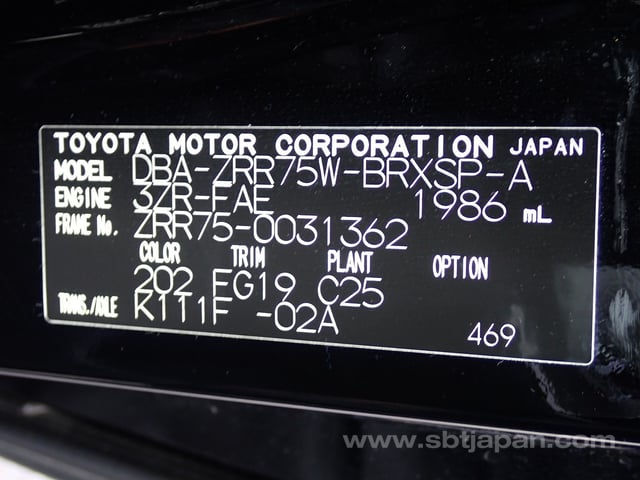 TOYOTA MOTOR CORPORATION JAPAN
MODEL DBA-ZRR75W-BRXSP-A
ENGINE 3ZR-FAE 1986 mL
FRAME No. ZRR75-0031362
COLOR TRIM PLANT OPTION
202 FG19 C25
TRANS./AXLE K111F -02A
469
www.sbtjapan.com